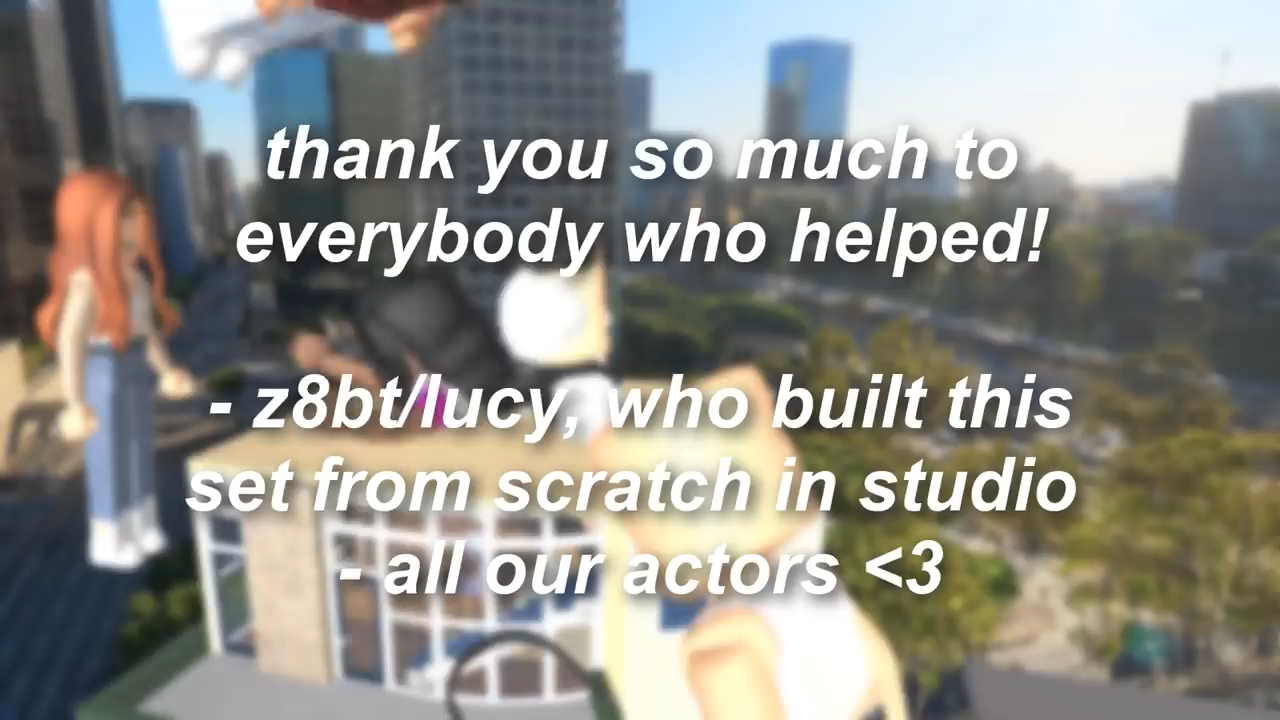 thank you so much to
everybody who helped!
- z8bt/lucy, who built this
set from scratch in studio
- all our actors <3